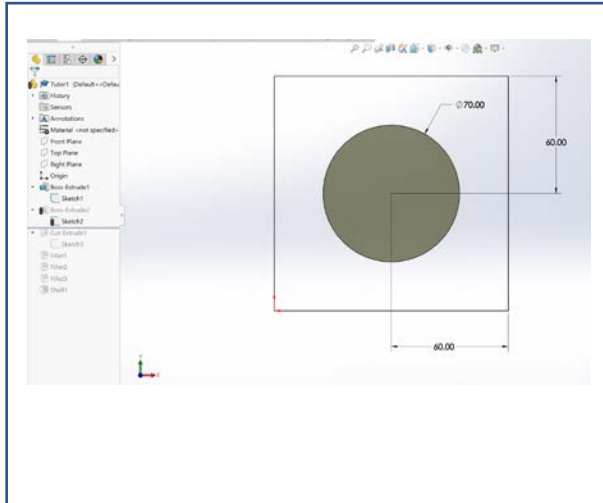 Tutor1 (Default<<Defau
History
Sensors
Annotations
Material <not specified>
Front Plane
Top Plane
Right Plane
Origin
Boss-Extrude1
Sketch1
Boss-Extrude2
Sketch2
Cut-Extrude1
Sketch3
Fillet1
Fillet2
Fillet3
Shell1
Ø70.00
60.00
60.00
Y
X